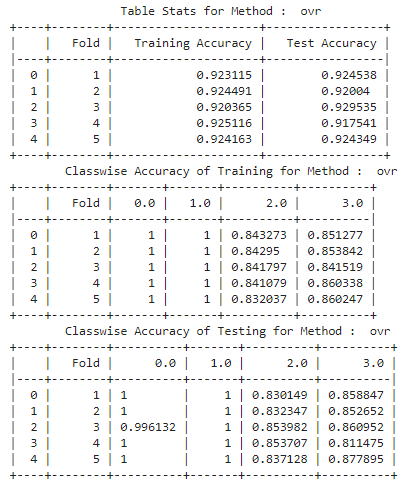 Table Stats for Method :  ovr
+----+--------+---------------------+-----------------+
|    |   Fold |   Training Accuracy |   Test Accuracy |
|----+--------+---------------------+-----------------|
|  0 |      1 |            0.923115 |        0.924538 |
|  1 |      2 |            0.924491 |        0.92004  |
|  2 |      3 |            0.920365 |        0.929535 |
|  3 |      4 |            0.925116 |        0.917541 |
|  4 |      5 |            0.924163 |        0.924349 |
+----+--------+---------------------+-----------------+
Classwise Accuracy of Training for Method :  ovr
+----+--------+-------+-------+----------+----------+
|    |   Fold |   0.0 |   1.0 |      2.0 |      3.0 |
|----+--------+-------+-------+----------+----------|
|  0 |      1 |     1 |     1 | 0.843273 | 0.851277 |
|  1 |      2 |     1 |     1 | 0.84295  | 0.853842 |
|  2 |      3 |     1 |     1 | 0.841797 | 0.841519 |
|  3 |      4 |     1 |     1 | 0.841079 | 0.860338 |
|  4 |      5 |     1 |     1 | 0.832037 | 0.860247 |
+----+--------+-------+-------+----------+----------+
Classwise Accuracy of Testing for Method :  ovr
+----+--------+----------+-------+----------+----------+
|    |   Fold |      0.0 |   1.0 |      2.0 |      3.0 |
|----+--------+----------+-------+----------+----------|
|  0 |      1 | 1        |     1 | 0.830149 | 0.858847 |
|  1 |      2 | 1        |     1 | 0.832347 | 0.852652 |
|  2 |      3 | 0.996132 |     1 | 0.853982 | 0.860952 |
|  3 |      4 | 1        |     1 | 0.853707 | 0.811475 |
|  4 |      5 | 1        |     1 | 0.837128 | 0.877895 |
+----+--------+----------+-------+----------+----------+